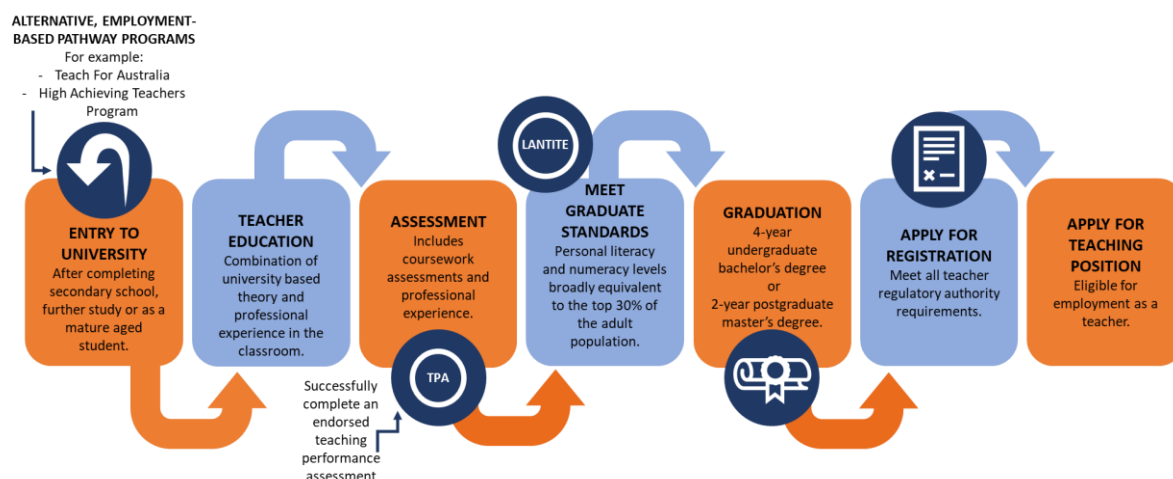 ALTERNATIVE, EMPLOYMENT-
BASED PATHWAY PROGRAMS
For example:
- Teach For Australia
- High Achieving Teachers
Program
ENTRY TO
UNIVERSITY
After completing
secondary school,
further study or as a
mature aged
student.
TEACHER
EDUCATION
Combination of
university based
theory and
professional
experience in the
classroom.
ASSESSMENT
Includes
coursework
assessments and
professional
experience.
TPA
Successfully
complete an
endorsed
teaching
performance
assessment
LANTITE
MEET
GRADUATE
STANDARDS
Personal literacy
and numeracy levels
broadly equivalent
to the top 30% of
the adult
population.
GRADUATION
4-year
undergraduate
bachelor's degree
or
2-year postgraduate
master's degree.
APPLY FOR
REGISTRATION
Meet all teacher
regulatory authority
requirements.
APPLY FOR
TEACHING
POSITION
Eligible for
employment as a
teacher.